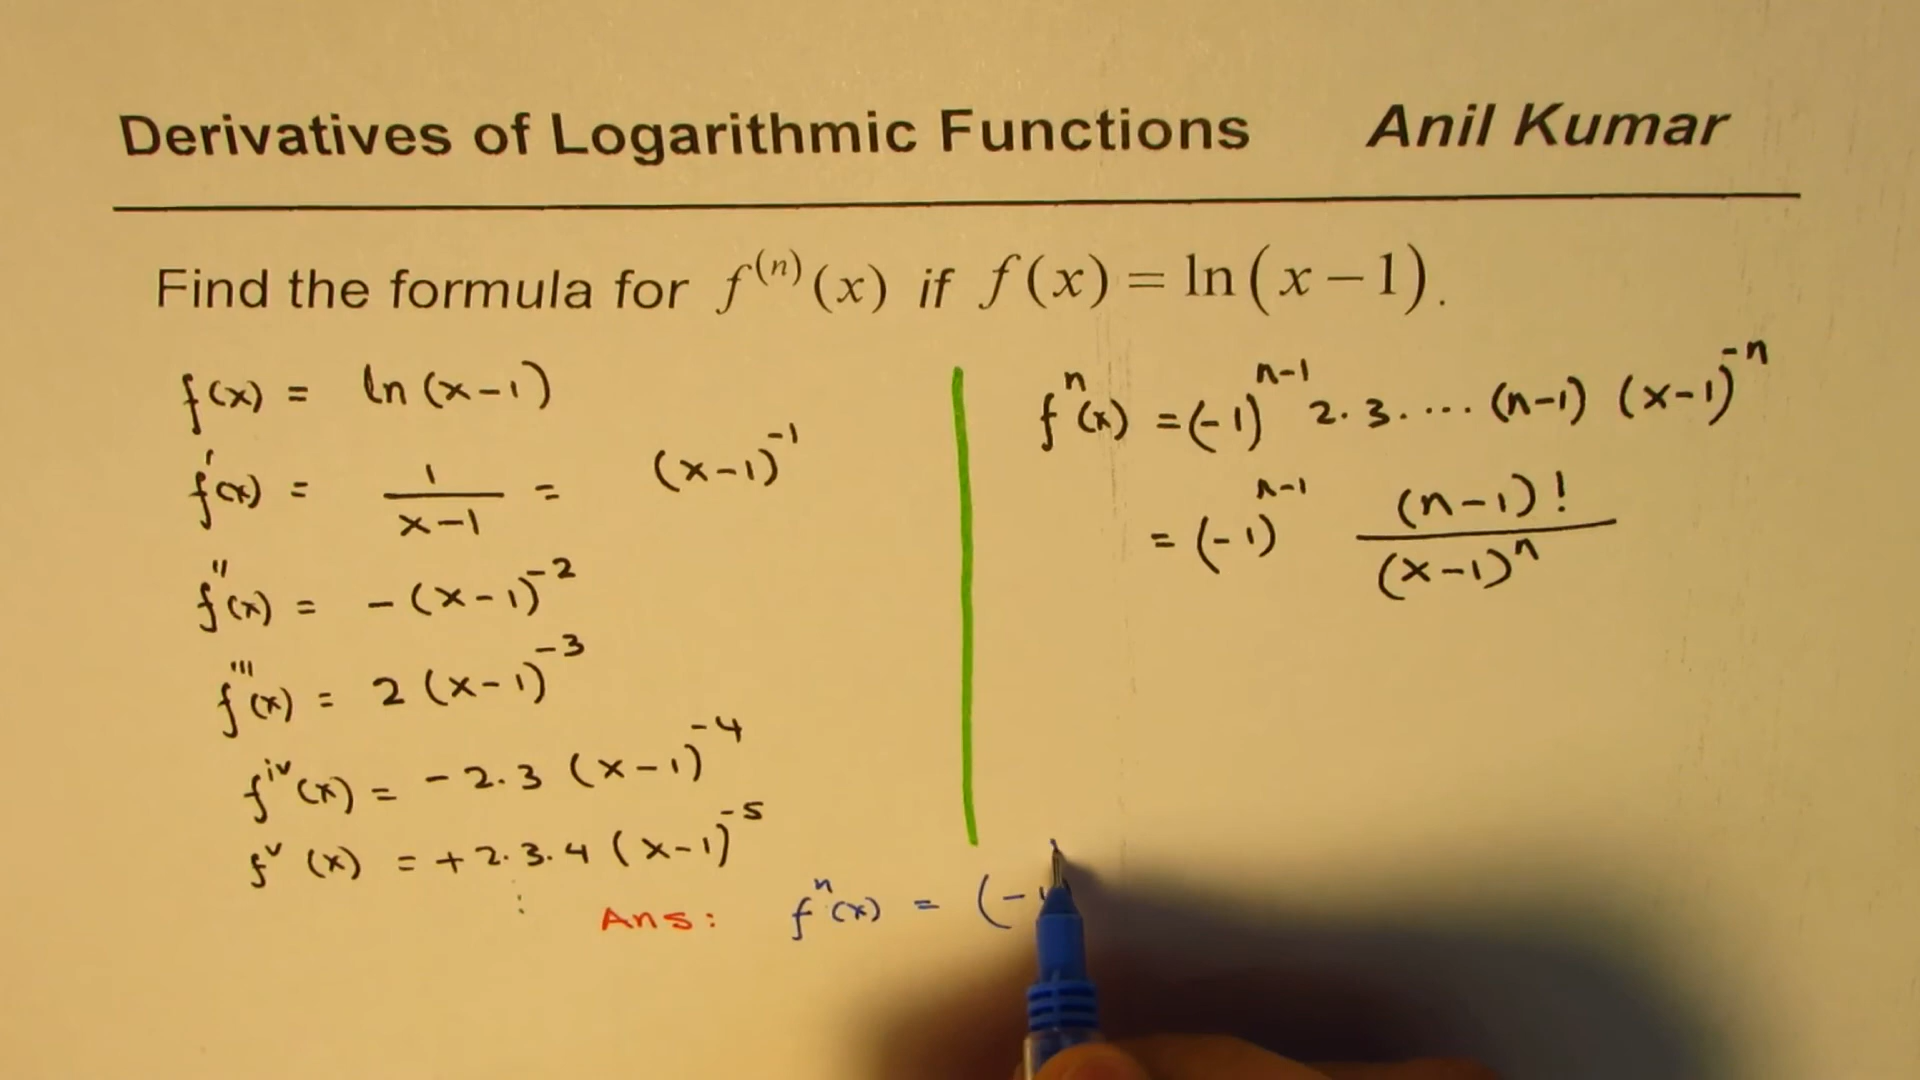 Derivatives of Logarithmic Functions Anil Kumar
Find the formula for f^(n)(x) if f(x) = ln(x−1).
f(x) = ln(x−1)
f'(x) = 1/(x−1) = (x−1)^−1
f''(x) = −(x−1)^−2
f'''(x) = 2(x−1)^−3
f^iv(x) = −2.3 (x−1)^−4
f^v(x) = +2.3.4 (x−1)^−5
⋮
f^n(x) = (−1)^n−1 2.3.....(n−1) (x−1)^−n
= (−1)^n−1 (n−1)!/(x−1)^n
Ans: f^n(x) = (−1